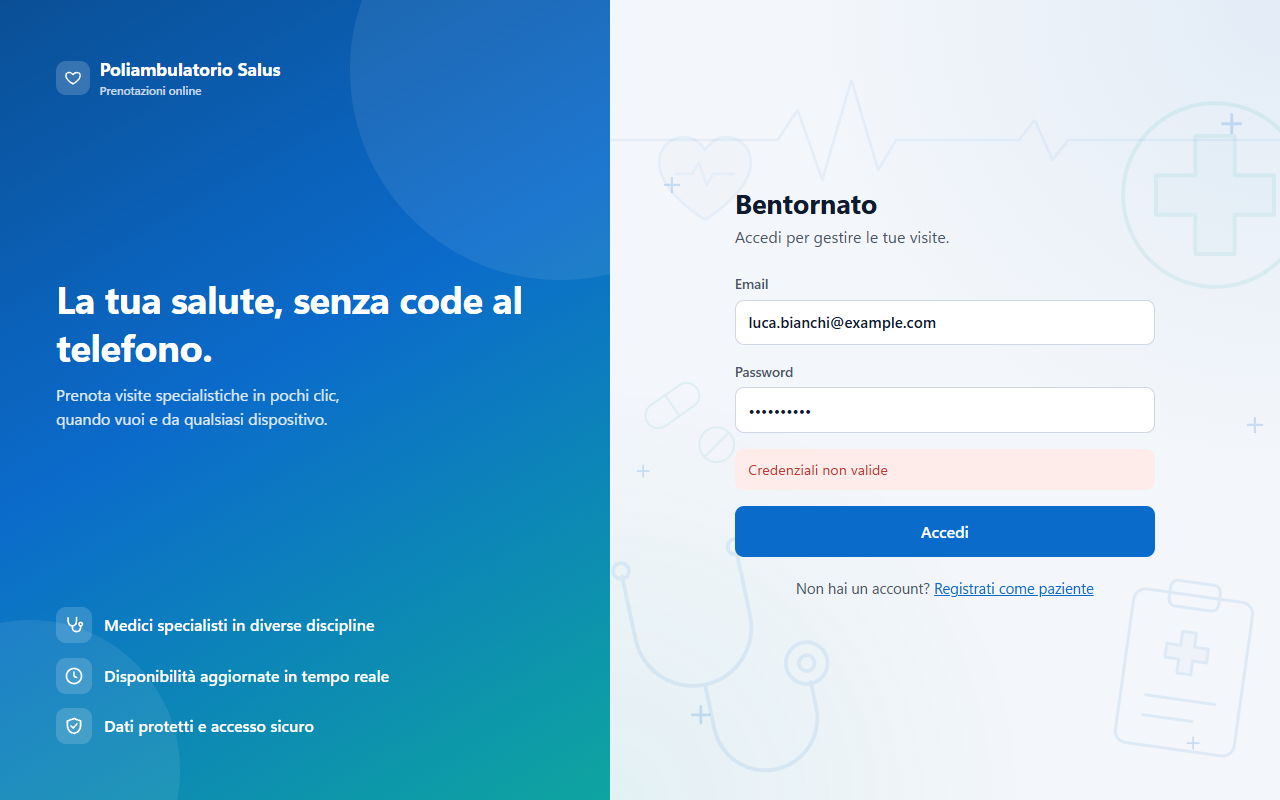 Poliambulatorio Salus
Prenotazioni online
La tua salute, senza code al
telefono.
Prenota visite specialistiche in pochi clic,
quando vuoi e da qualsiasi dispositivo.
Medici specialisti in diverse discipline
Disponibilità aggiornate in tempo reale
Dati protetti e accesso sicuro
Bentornato
Accedi per gestire le tue visite.
Email
luca.bianchi@example.com
Password
••••••••••
Credenziali non valide
Accedi
Non hai un account? Registrati come paziente